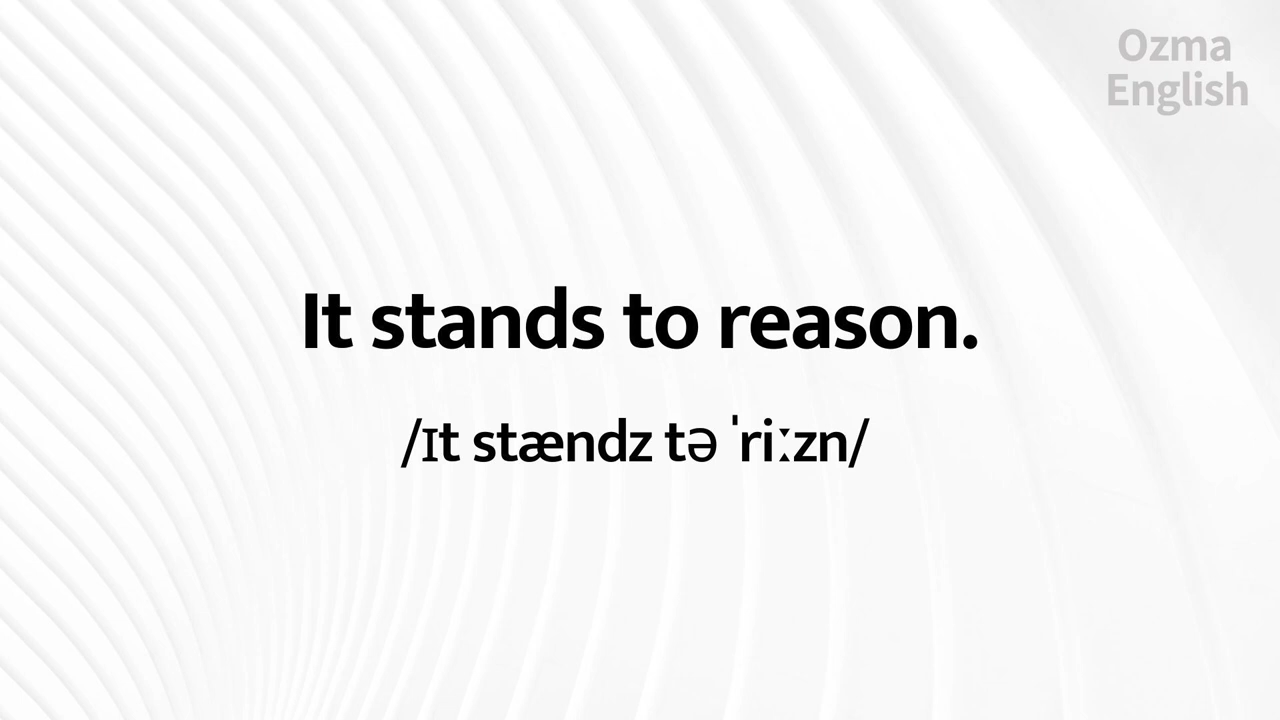 Ozma
English
It stands to reason.
/ɪt stændz tə ˈriːzn/